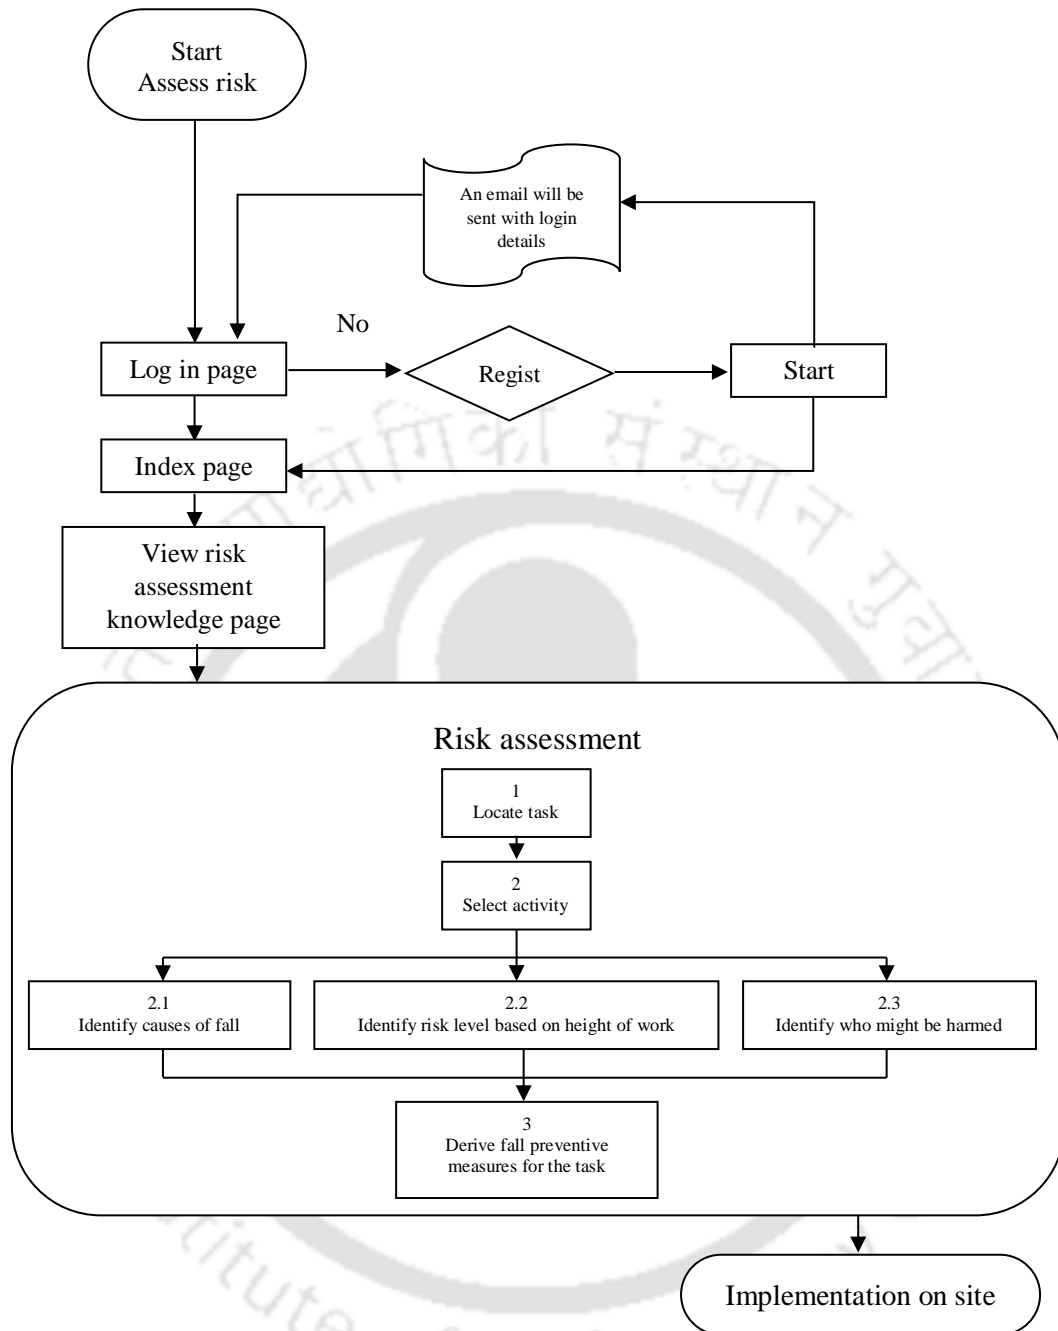 Start
Assess risk
An email will be
sent with login
details
No
Log in page
Regist
Start
Index page
View risk
assessment
knowledge page
Risk assessment
1
Locate task
2
Select activity
2.1
Identify causes of fall
2.2
Identify risk level based on height of work
2.3
Identify who might be harmed
3
Derive fall preventive
measures for the task
Implementation on site